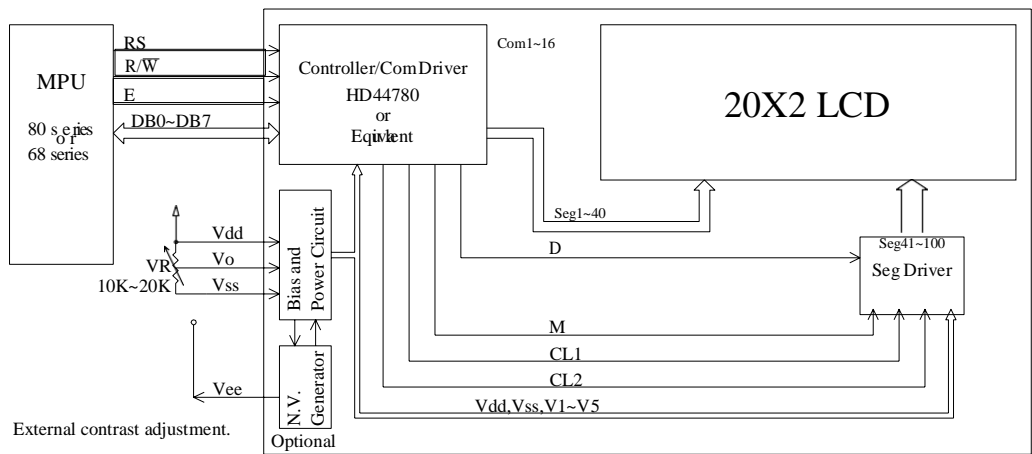 MPU
80 series
or
68 series
RS
R/W̅
E
DB0~DB7
Controller/Com Driver
HD44780
or
Equivalent
Com1~16
20X2 LCD
Seg1~40
D
Seg41~100
Seg Driver
Vdd
Vo
VR
10K~20K
Vss
Bias and
Power Circuit
M
CL1
CL2
Vdd,Vss,V1~V5
Vee
N.V.
Generator
Optional
External contrast adjustment.